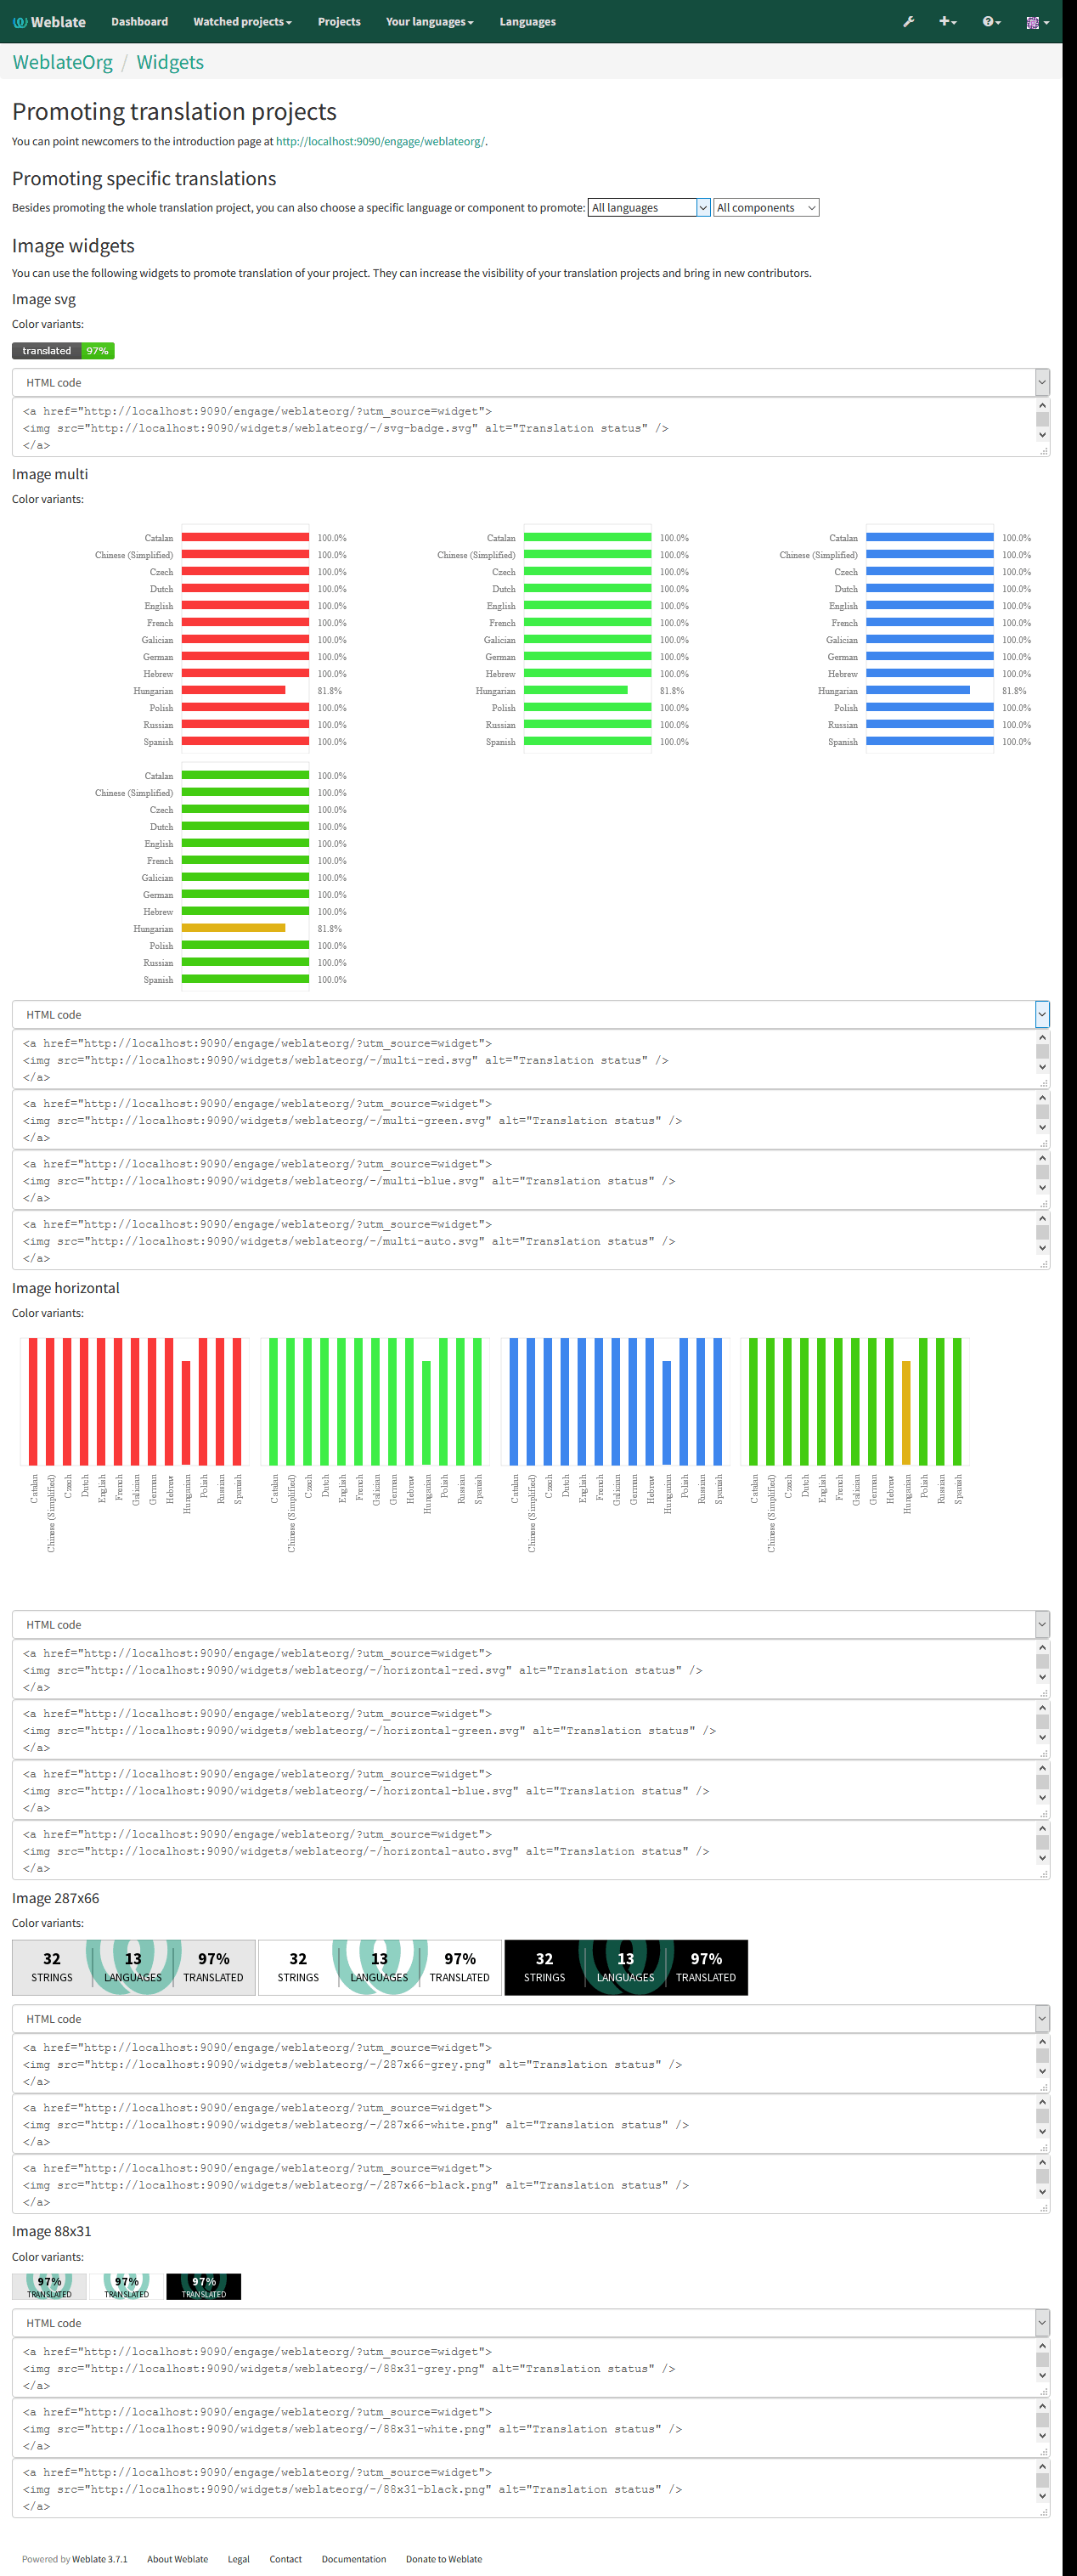 Weblate Dashboard Watched projects Projects Your languages Languages
WeblateOrg / Widgets
Promoting translation projects
You can point newcomers to the introduction page at http://localhost:9090/engage/weblateorg/.
Promoting specific translations
Besides promoting the whole translation project, you can also choose a specific language or component to promote: All languages All components
Image widgets
You can use the following widgets to promote translation of your project. They can increase the visibility of your translation projects and bring in new contributors.
Image svg
Color variants:
translated 97%
HTML code
<a href="http://localhost:9090/engage/weblateorg/?utm_source=widget">
<img src="http://localhost:9090/widgets/weblateorg/-/svg-badge.svg" alt="Translation status" />
</a>
Image multi
Color variants:
Catalan 100.0% Catalan 100.0% Catalan 100.0%
Chinese (Simplified) 100.0% Chinese (Simplified) 100.0% Chinese (Simplified) 100.0%
Czech 100.0% Czech 100.0% Czech 100.0%
Dutch 100.0% Dutch 100.0% Dutch 100.0%
English 100.0% English 100.0% English 100.0%
French 100.0% French 100.0% French 100.0%
Galician 100.0% Galician 100.0% Galician 100.0%
German 100.0% German 100.0% German 100.0%
Hebrew 100.0% Hebrew 100.0% Hebrew 100.0%
Hungarian 81.8% Hungarian 81.8% Hungarian 81.8%
Polish 100.0% Polish 100.0% Polish 100.0%
Russian 100.0% Russian 100.0% Russian 100.0%
Spanish 100.0% Spanish 100.0% Spanish 100.0%
Catalan 100.0%
Chinese (Simplified) 100.0%
Czech 100.0%
Dutch 100.0%
English 100.0%
French 100.0%
Galician 100.0%
German 100.0%
Hebrew 100.0%
Hungarian 81.8%
Polish 100.0%
Russian 100.0%
Spanish 100.0%
HTML code
<a href="http://localhost:9090/engage/weblateorg/?utm_source=widget">
<img src="http://localhost:9090/widgets/weblateorg/-/multi-red.svg" alt="Translation status" />
</a>
<a href="http://localhost:9090/engage/weblateorg/?utm_source=widget">
<img src="http://localhost:9090/widgets/weblateorg/-/multi-green.svg" alt="Translation status" />
</a>
<a href="http://localhost:9090/engage/weblateorg/?utm_source=widget">
<img src="http://localhost:9090/widgets/weblateorg/-/multi-blue.svg" alt="Translation status" />
</a>
<a href="http://localhost:9090/engage/weblateorg/?utm_source=widget">
<img src="http://localhost:9090/widgets/weblateorg/-/multi-auto.svg" alt="Translation status" />
</a>
Image horizontal
Color variants:
Catalan Chinese (Simplified) Czech Dutch English French Galician German Hebrew Hungarian Polish Russian Spanish
Catalan Chinese (Simplified) Czech Dutch English French Galician German Hebrew Hungarian Polish Russian Spanish
Catalan Chinese (Simplified) Czech Dutch English French Galician German Hebrew Hungarian Polish Russian Spanish
Catalan Chinese (Simplified) Czech Dutch English French Galician German Hebrew Hungarian Polish Russian Spanish
HTML code
<a href="http://localhost:9090/engage/weblateorg/?utm_source=widget">
<img src="http://localhost:9090/widgets/weblateorg/-/horizontal-red.svg" alt="Translation status" />
</a>
<a href="http://localhost:9090/engage/weblateorg/?utm_source=widget">
<img src="http://localhost:9090/widgets/weblateorg/-/horizontal-green.svg" alt="Translation status" />
</a>
<a href="http://localhost:9090/engage/weblateorg/?utm_source=widget">
<img src="http://localhost:9090/widgets/weblateorg/-/horizontal-blue.svg" alt="Translation status" />
</a>
<a href="http://localhost:9090/engage/weblateorg/?utm_source=widget">
<img src="http://localhost:9090/widgets/weblateorg/-/horizontal-auto.svg" alt="Translation status" />
</a>
Image 287x66
Color variants:
32 13 97% 32 13 97% 32 13 97%
STRINGS LANGUAGES TRANSLATED STRINGS LANGUAGES TRANSLATED STRINGS LANGUAGES TRANSLATED
HTML code
<a href="http://localhost:9090/engage/weblateorg/?utm_source=widget">
<img src="http://localhost:9090/widgets/weblateorg/-/287x66-grey.png" alt="Translation status" />
</a>
<a href="http://localhost:9090/engage/weblateorg/?utm_source=widget">
<img src="http://localhost:9090/widgets/weblateorg/-/287x66-white.png" alt="Translation status" />
</a>
<a href="http://localhost:9090/engage/weblateorg/?utm_source=widget">
<img src="http://localhost:9090/widgets/weblateorg/-/287x66-black.png" alt="Translation status" />
</a>
Image 88x31
Color variants:
97% 97% 97%
TRANSLATED TRANSLATED TRANSLATED
HTML code
<a href="http://localhost:9090/engage/weblateorg/?utm_source=widget">
<img src="http://localhost:9090/widgets/weblateorg/-/88x31-grey.png" alt="Translation status" />
</a>
<a href="http://localhost:9090/engage/weblateorg/?utm_source=widget">
<img src="http://localhost:9090/widgets/weblateorg/-/88x31-white.png" alt="Translation status" />
</a>
<a href="http://localhost:9090/engage/weblateorg/?utm_source=widget">
<img src="http://localhost:9090/widgets/weblateorg/-/88x31-black.png" alt="Translation status" />
</a>
Powered by Weblate 3.7.1 About Weblate Legal Contact Documentation Donate to Weblate